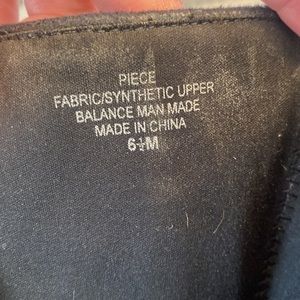 PIECE
FABRIC/SYNTHETIC UPPER
BALANCE MAN MADE
MADE IN CHINA
6½M